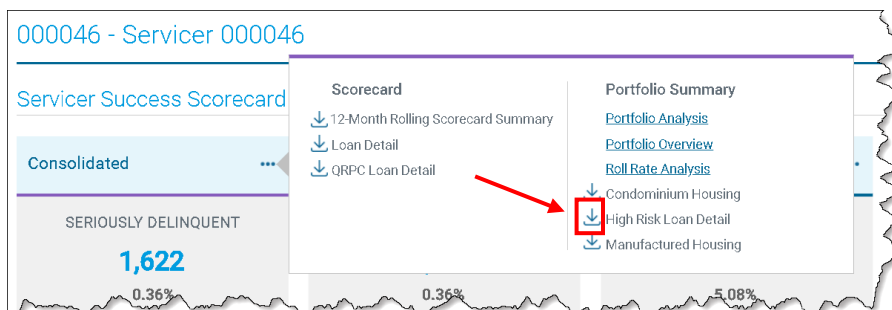 000046 - Servicer 000046
Servicer Success Scorecard
Consolidated
SERIOUSLY DELINQUENT
1,622
0.36%
0.36%
5.08%
Scorecard
12-Month Rolling Scorecard Summary
Loan Detail
QRPC Loan Detail
Portfolio Summary
Portfolio Analysis
Portfolio Overview
Roll Rate Analysis
Condominium Housing
High Risk Loan Detail
Manufactured Housing